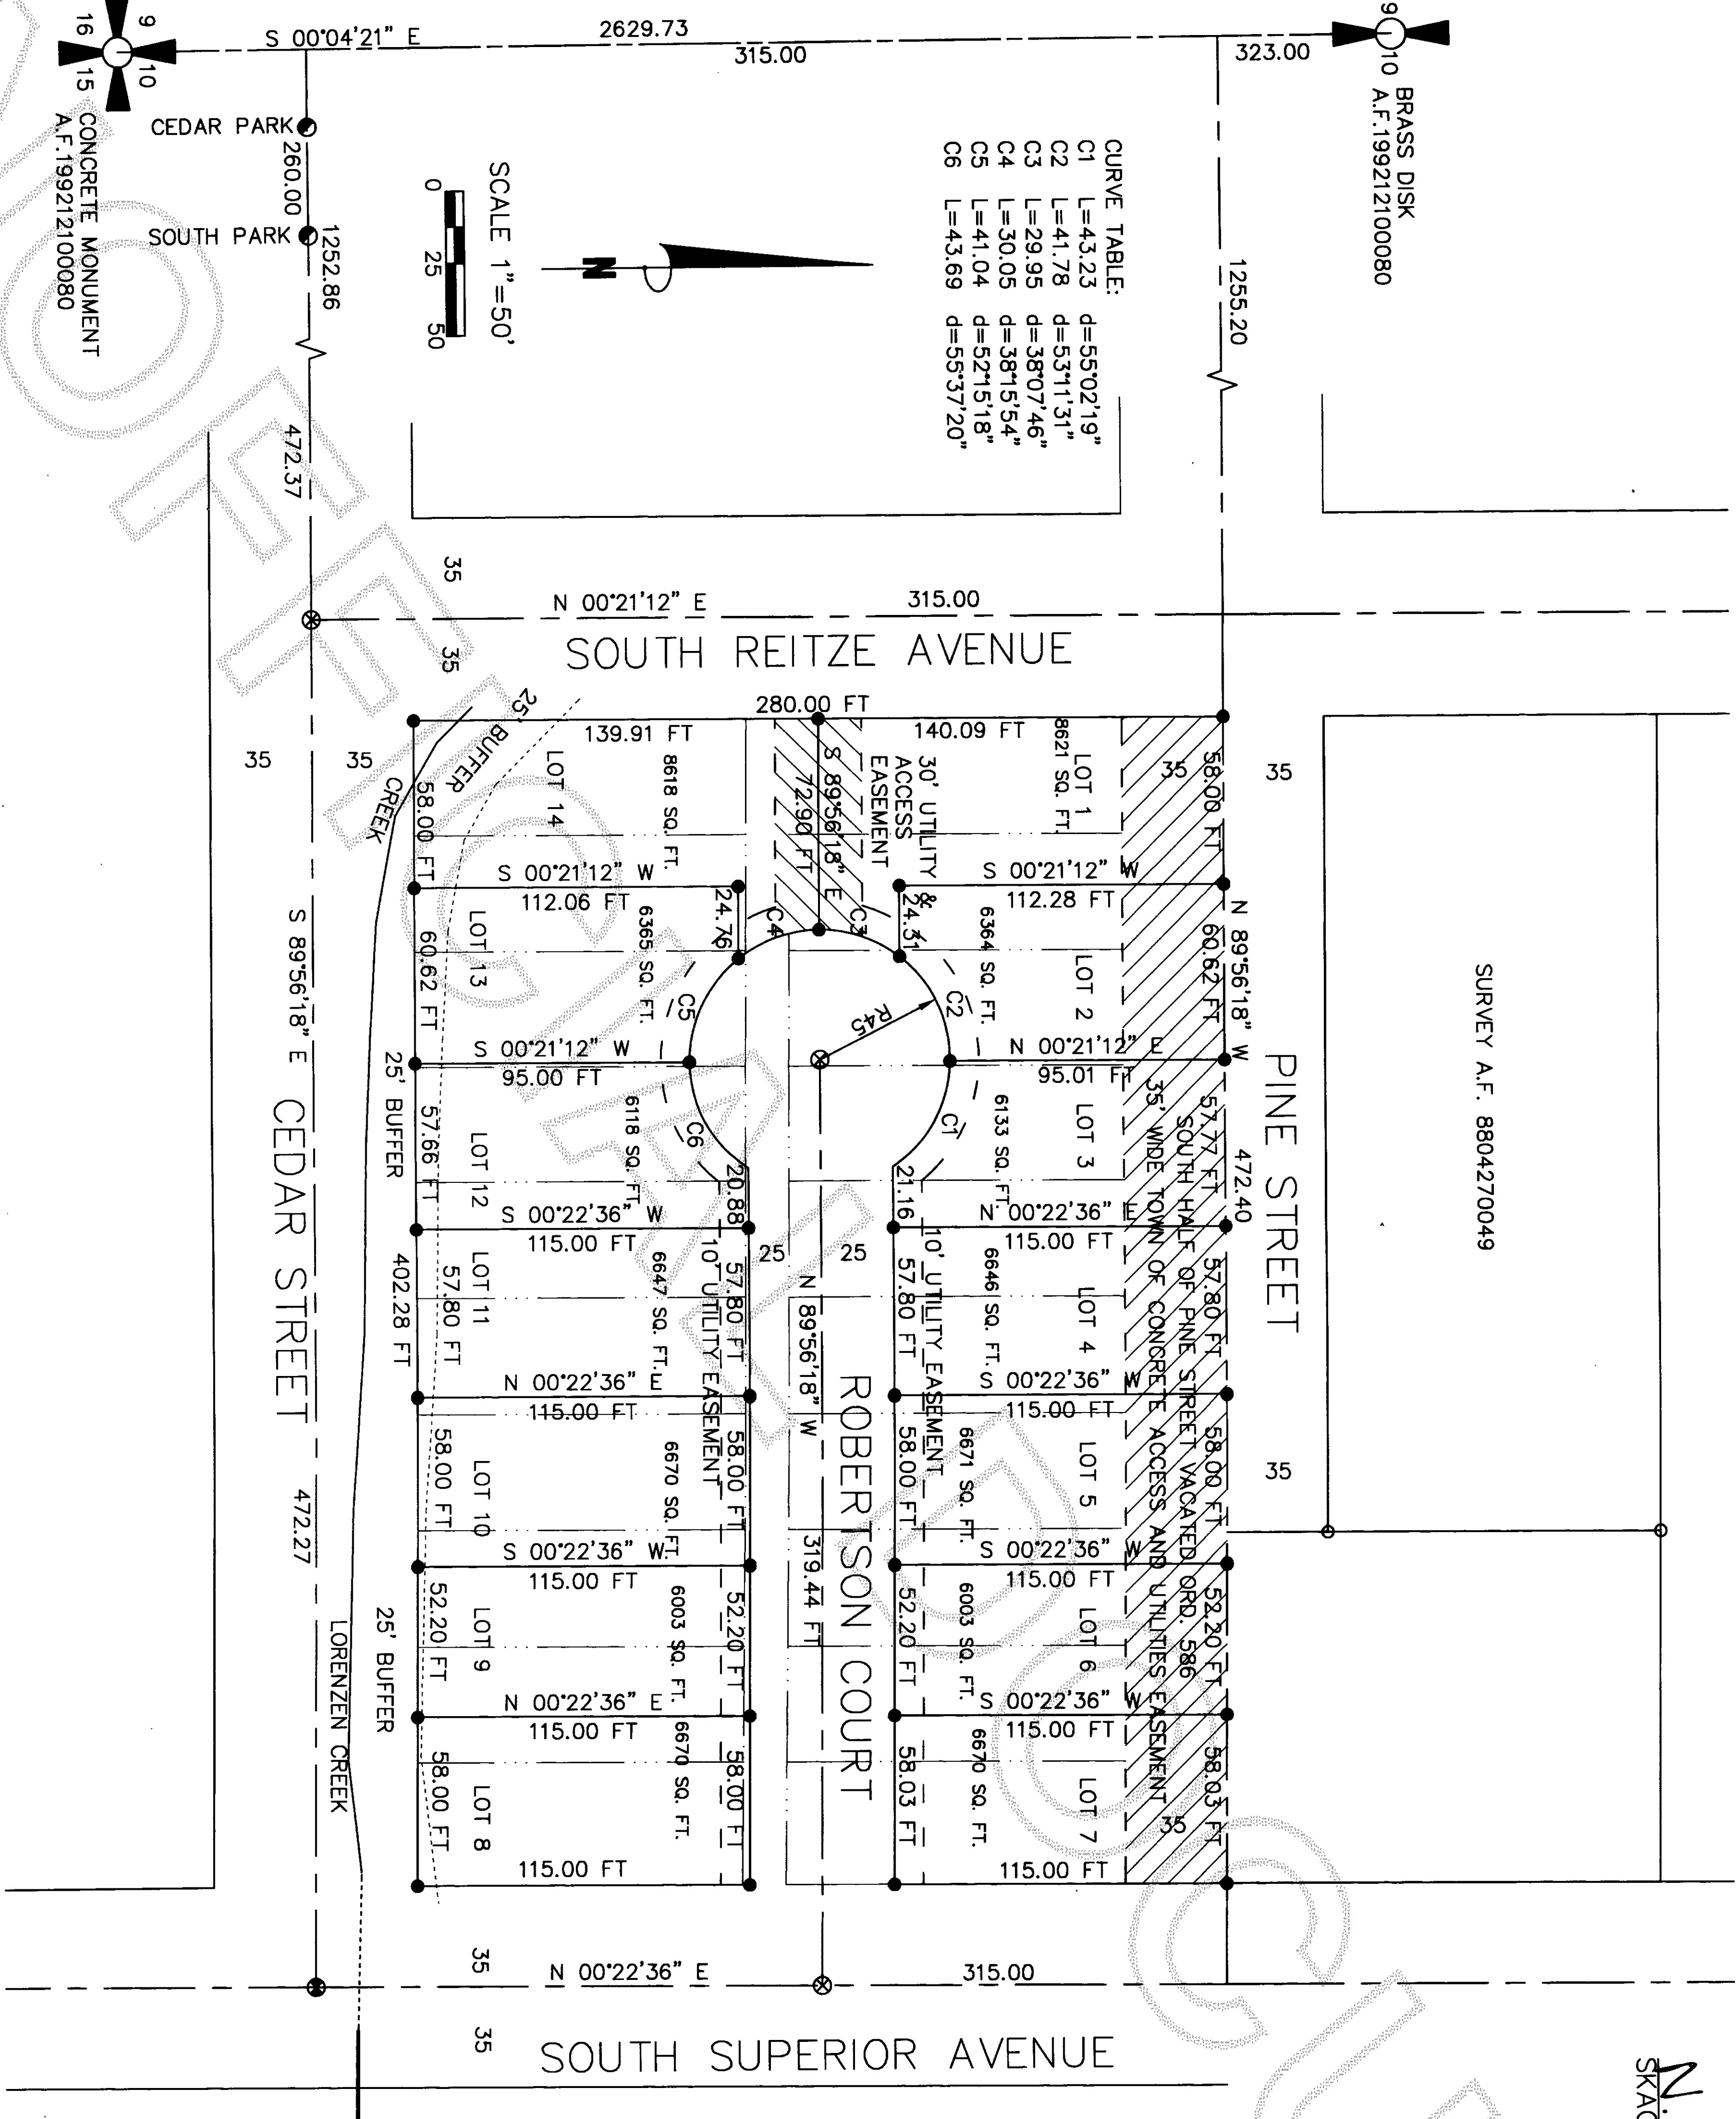 S 00°04'21" E
2629.73
315.00
323.00
9
10
16
15
CONCRETE MONUMENT
A.F.199212100080
9
10
BRASS DISK
A.F.199212100080
CEDAR PARK
260.00
SOUTH PARK
1252.86
472.37
1255.20
SCALE 1"=50'
0 25 50
N
CURVE TABLE:
C1 L=43.23 d=55°02'19"
C2 L=41.78 d=53°11'31"
C3 L=29.95 d=38°07'46"
C4 L=30.05 d=38°15'54"
C5 L=41.04 d=52°15'18"
C6 L=43.69 d=55°37'20"
35
N 00°21'12" E
315.00
SOUTH REITZE AVENUE
35
280.00 FT
139.91 FT
140.09 FT
25' BUFFER
CREEK
35
35
35
35
LOT 1
8621 SQ. FT.
58.00 FT
30' UTILITY &
ACCESS
EASEMENT
S 89°56'18" E
72.90 FT
LOT 14
8618 SQ. FT.
58.00 FT
S 00°21'12" W
112.06 FT
24.76
C4
C3
24.31
S 00°21'12" W
112.28 FT
N 89°56'18" W
472.40
LOT 13
6365 SQ. FT.
60.62 FT
LOT 2
6364 SQ. FT.
60.62 FT
C5
C2
R45
S 00°21'12" W
95.00 FT
N 00°21'12" E
95.01 FT
25' BUFFER
LOT 12
6118 SQ. FT.
57.66 FT
C6
20.88
C1
21.16
LOT 3
6133 SQ. FT.
57.77 FT
S 00°22'36" W
115.00 FT
N 00°22'36" E
115.00 FT
25
25
402.28 FT
LOT 11
57.80 FT
6647 SQ. FT.
57.80 FT
10' UTILITY EASEMENT
N 89°56'18" W
319.44 FT
ROBERTSON COURT
10' UTILITY EASEMENT
57.80 FT
6646 SQ. FT.
LOT 4
57.80 FT
N 00°22'36" E
115.00 FT
S 00°22'36" W
115.00 FT
LOT 10
58.00 FT
6670 SQ. FT.
58.00 FT
58.00 FT
6671 SQ. FT.
LOT 5
58.00 FT
S 00°22'36" W
115.00 FT
S 00°22'36" W
115.00 FT
LOT 9
52.20 FT
6003 SQ. FT.
52.20 FT
52.20 FT
6003 SQ. FT.
LOT 6
52.20 FT
N 00°22'36" E
115.00 FT
S 00°22'36" W
115.00 FT
25' BUFFER
LOT 8
58.00 FT
6670 SQ. FT.
58.00 FT
58.03 FT
6670 SQ. FT.
LOT 7
58.03 FT
35
115.00 FT
115.00 FT
SOUTH HALF OF PINE STREET VACATED ORD. 586
35' WIDE TOWN OF CONCRETE ACCESS AND UTILITIES EASEMENT
PINE STREET
35
SURVEY A.F. 8804270049
S 89°56'18" E
CEDAR STREET
472.27
LORENZEN CREEK
35
N 00°22'36" E
315.00
35
SOUTH SUPERIOR AVENUE
UNOFFICIAL DOCU